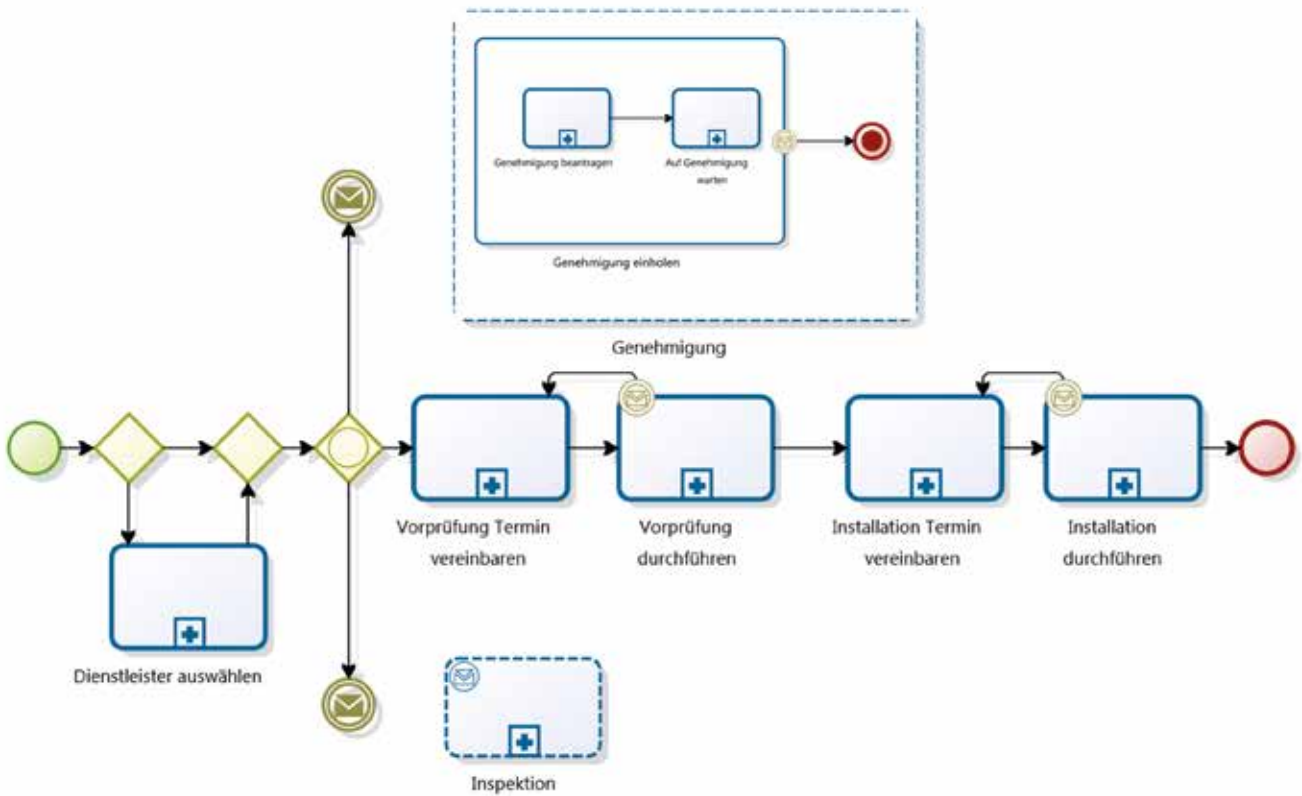 Genehmigung beantragen
Auf Genehmigung
warten
Genehmigung einholen
Genehmigung
Vorprüfung Termin
vereinbaren
Vorprüfung
durchführen
Installation Termin
vereinbaren
Installation
durchführen
Dienstleister auswählen
Inspektion